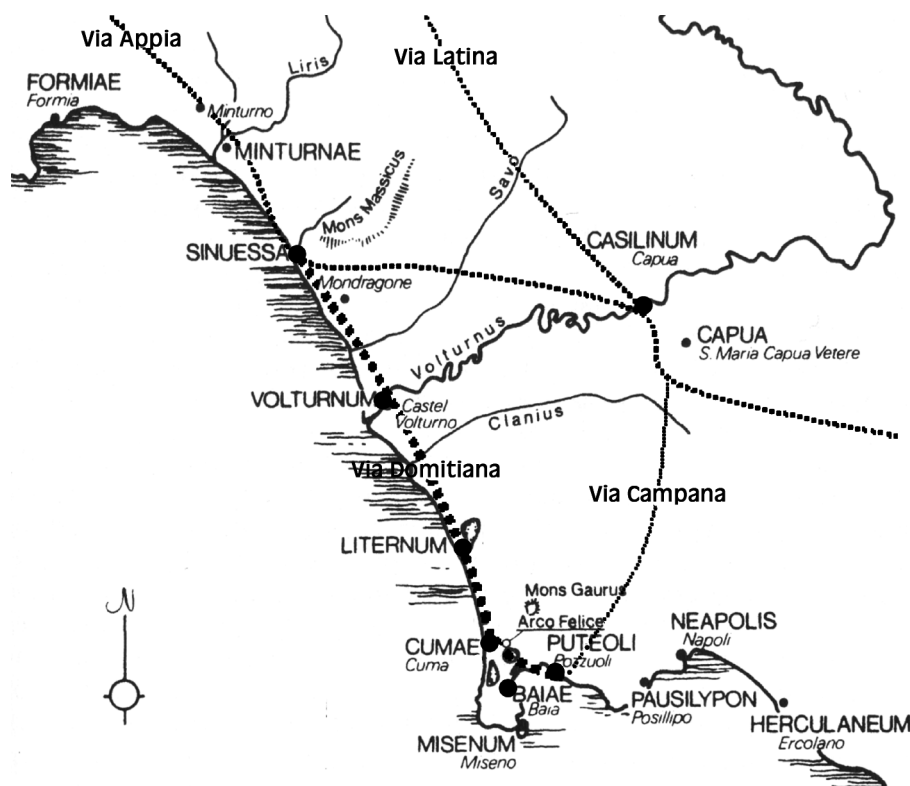 Via Appia
Via Latina
Liris
FORMIAE
Formia
Minturno
MINTURNAE
Mons Massicus
Savo
SINUESSA
CASILINUM
Capua
Mondragone
CAPUA
S. Maria Capua Vetere
Volturnus
VOLTURNUM
Castel
Volturno
Clanius
Via Domitiana
Via Campana
LITERNUM
Mons Gaurus
Arco Felice
N
CUMAE
Cuma
PUTEOLI
Pozzuoli
NEAPOLIS
Napoli
BAIAE
Baia
PAUSILYPON
Posillipo
HERCULANEUM
Ercolano
MISENUM
Miseno